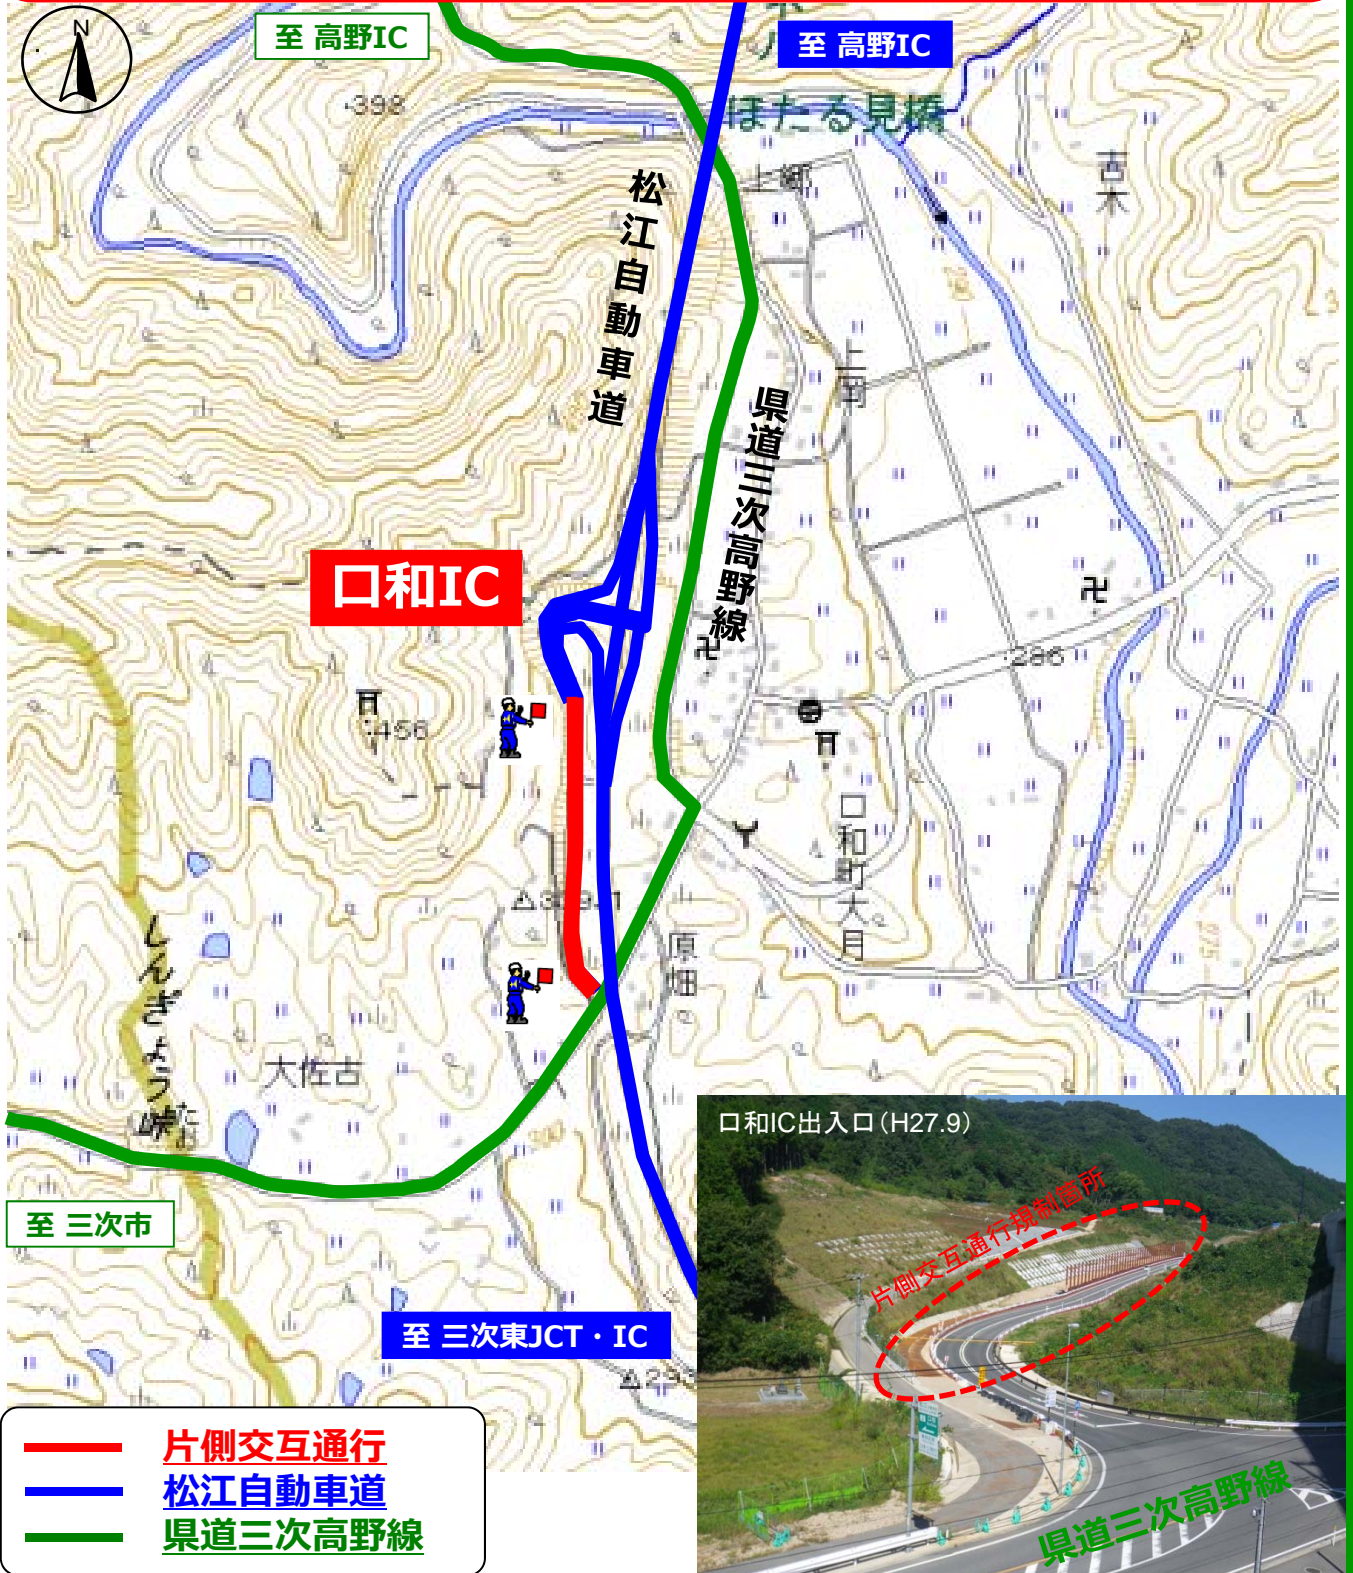 N
至 高野IC
至 高野IC
398
ほたる見橋
上郷
古木
松江自動車道
上岡
県道三次高野線
口和IC
286
456
口和町大月
原畑
しんぎょう峠
たお
大佐古
至 三次市
至 三次東JCT・IC
口和IC出入口(H27.9)
片側交互通行規制箇所
県道三次高野線
片側交互通行
松江自動車道
県道三次高野線